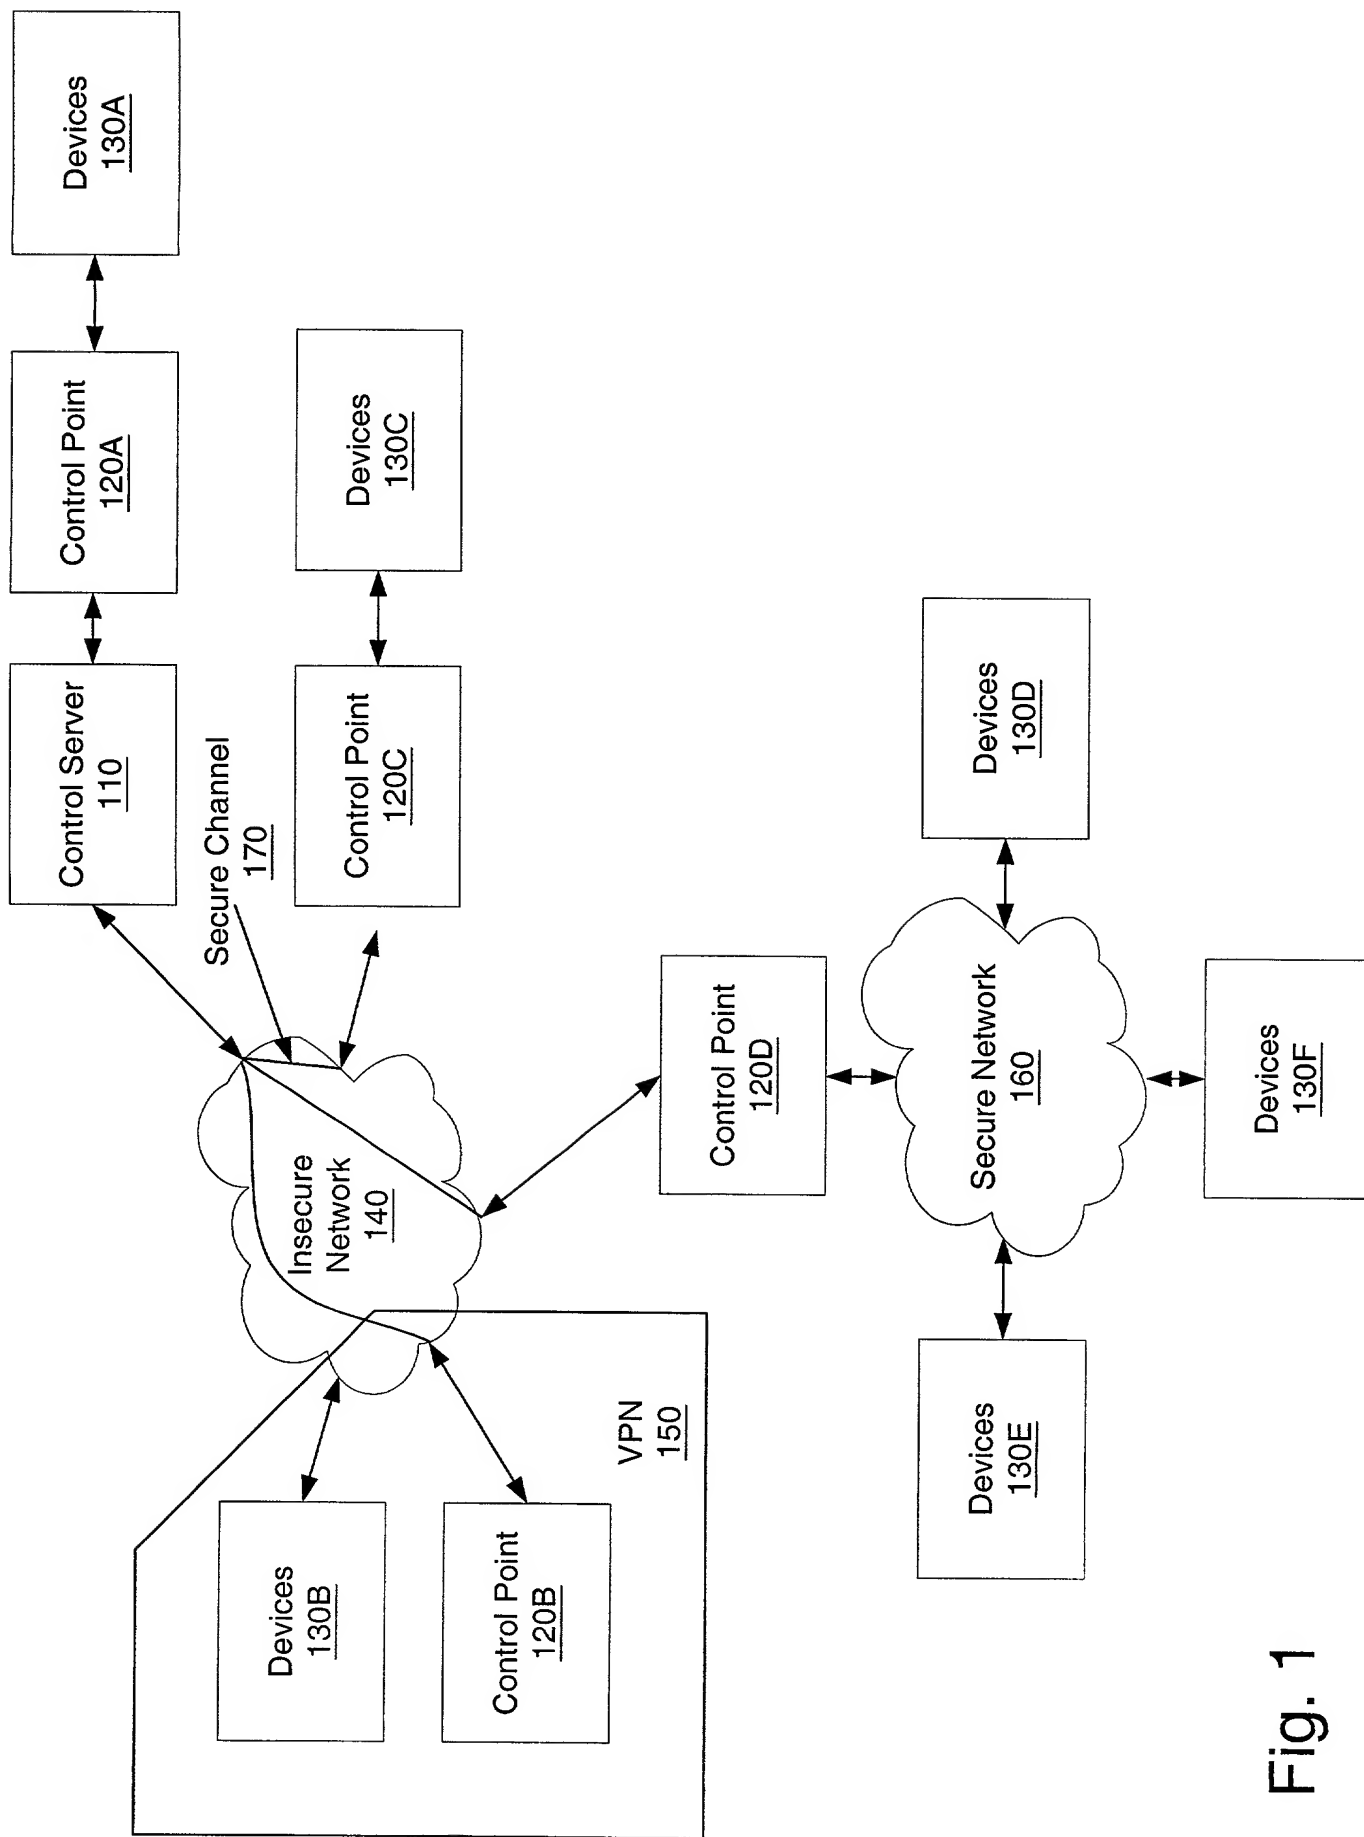 Control Server
110
Control Point
120A
Devices
130A
Secure Channel
170
Control Point
120C
Devices
130C
Insecure
Network
140
Devices
130B
Control Point
120B
VPN
150
Control Point
120D
Secure Network
160
Devices
130D
Devices
130E
Devices
130F
Fig. 1